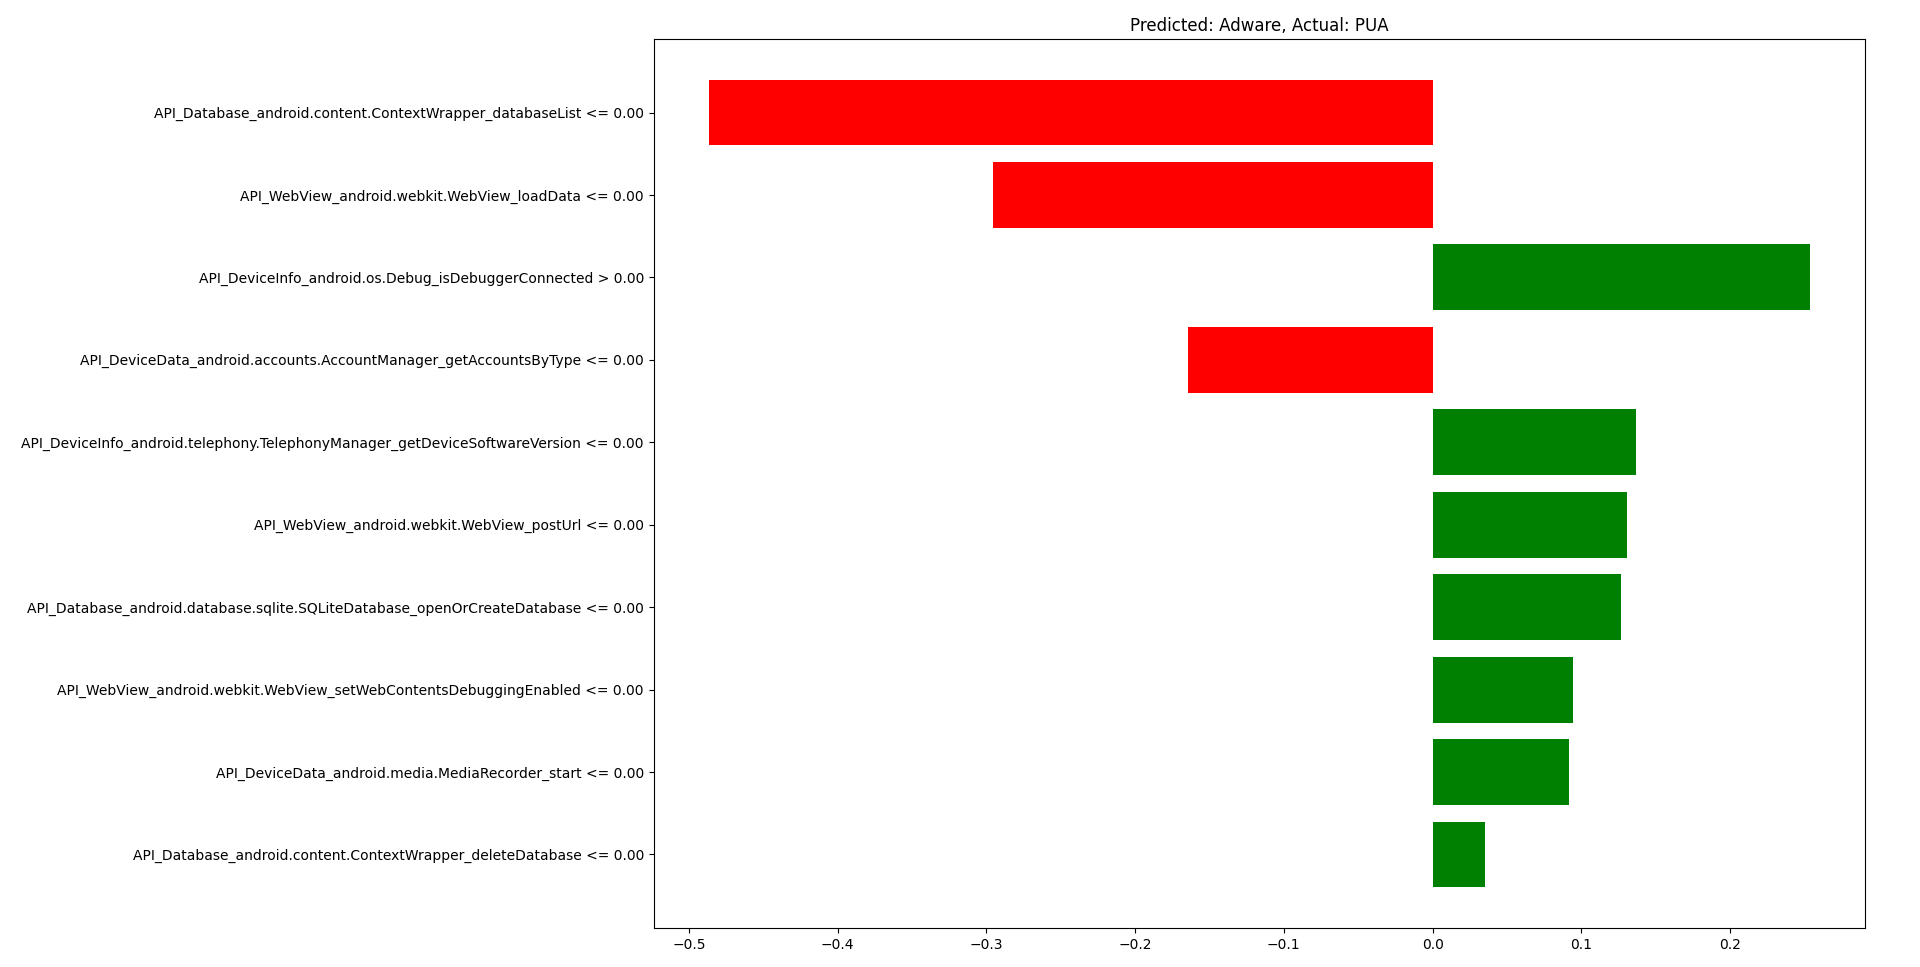 Predicted: Adware, Actual: PUA
API_Database_android.content.ContextWrapper_databaseList <= 0.00
API_WebView_android.webkit.WebView_loadData <= 0.00
API_DeviceInfo_android.os.Debug_isDebuggerConnected > 0.00
API_DeviceData_android.accounts.AccountManager_getAccountsByType <= 0.00
API_DeviceInfo_android.telephony.TelephonyManager_getDeviceSoftwareVersion <= 0.00
API_WebView_android.webkit.WebView_postUrl <= 0.00
API_Database_android.database.sqlite.SQLiteDatabase_openOrCreateDatabase <= 0.00
API_WebView_android.webkit.WebView_setWebContentsDebuggingEnabled <= 0.00
API_DeviceData_android.media.MediaRecorder_start <= 0.00
API_Database_android.content.ContextWrapper_deleteDatabase <= 0.00
−0.5 −0.4 −0.3 −0.2 −0.1 0.0 0.1 0.2